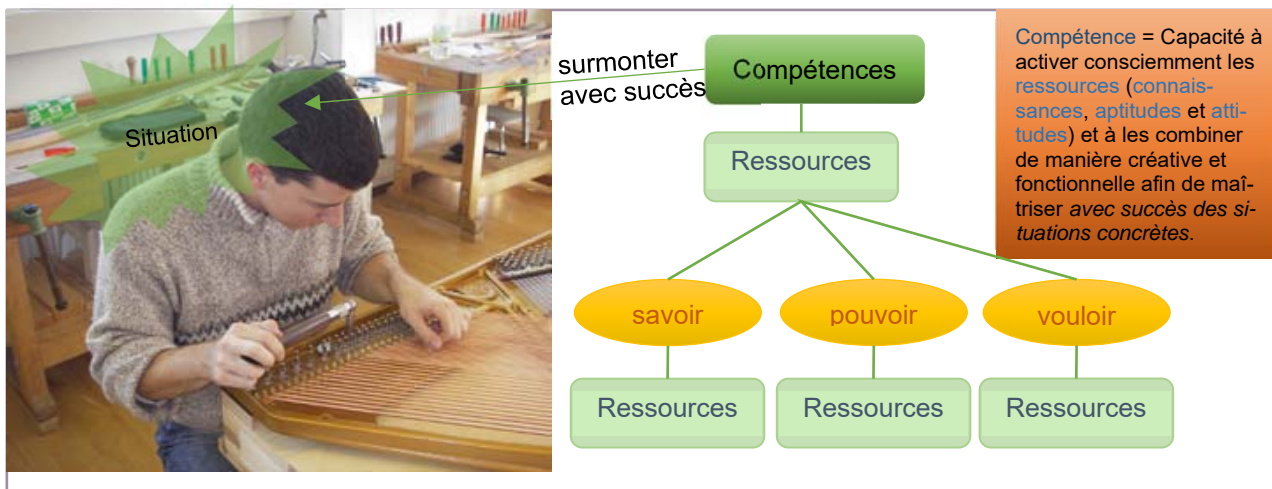 Situation
surmonter
avec succès
Compétences
Ressources
savoir
pouvoir
vouloir
Ressources
Ressources
Ressources
Compétence = Capacité à
activer consciemment les
ressources (connais-
sances, aptitudes et atti-
tudes) et à les combiner
de manière créative et
fonctionnelle afin de maî-
triser avec succès des si-
tuations concrètes.